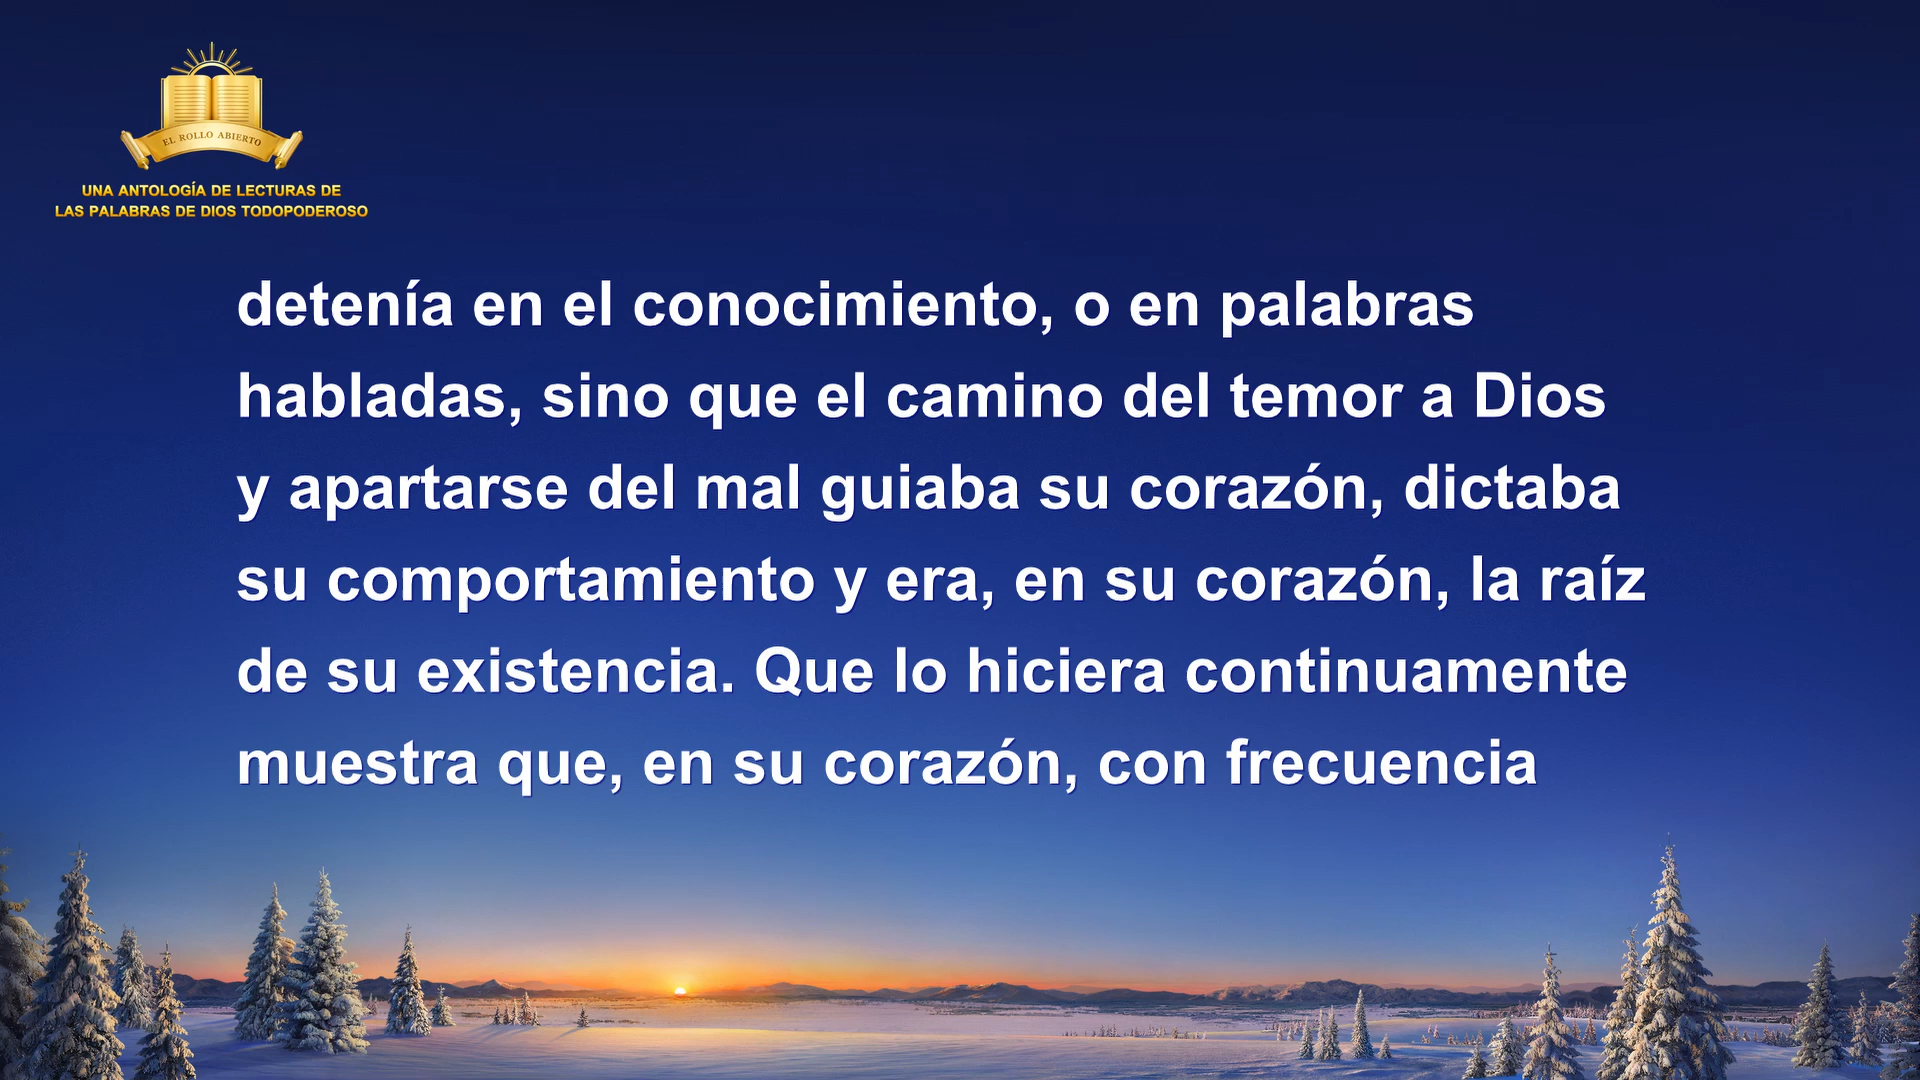 EL ROLLO ABIERTO
UNA ANTOLOGÍA DE LECTURAS DE
LAS PALABRAS DE DIOS TODOPODEROSO
detenía en el conocimiento, o en palabras
habladas, sino que el camino del temor a Dios
y apartarse del mal guiaba su corazón, dictaba
su comportamiento y era, en su corazón, la raíz
de su existencia. Que lo hiciera continuamente
muestra que, en su corazón, con frecuencia